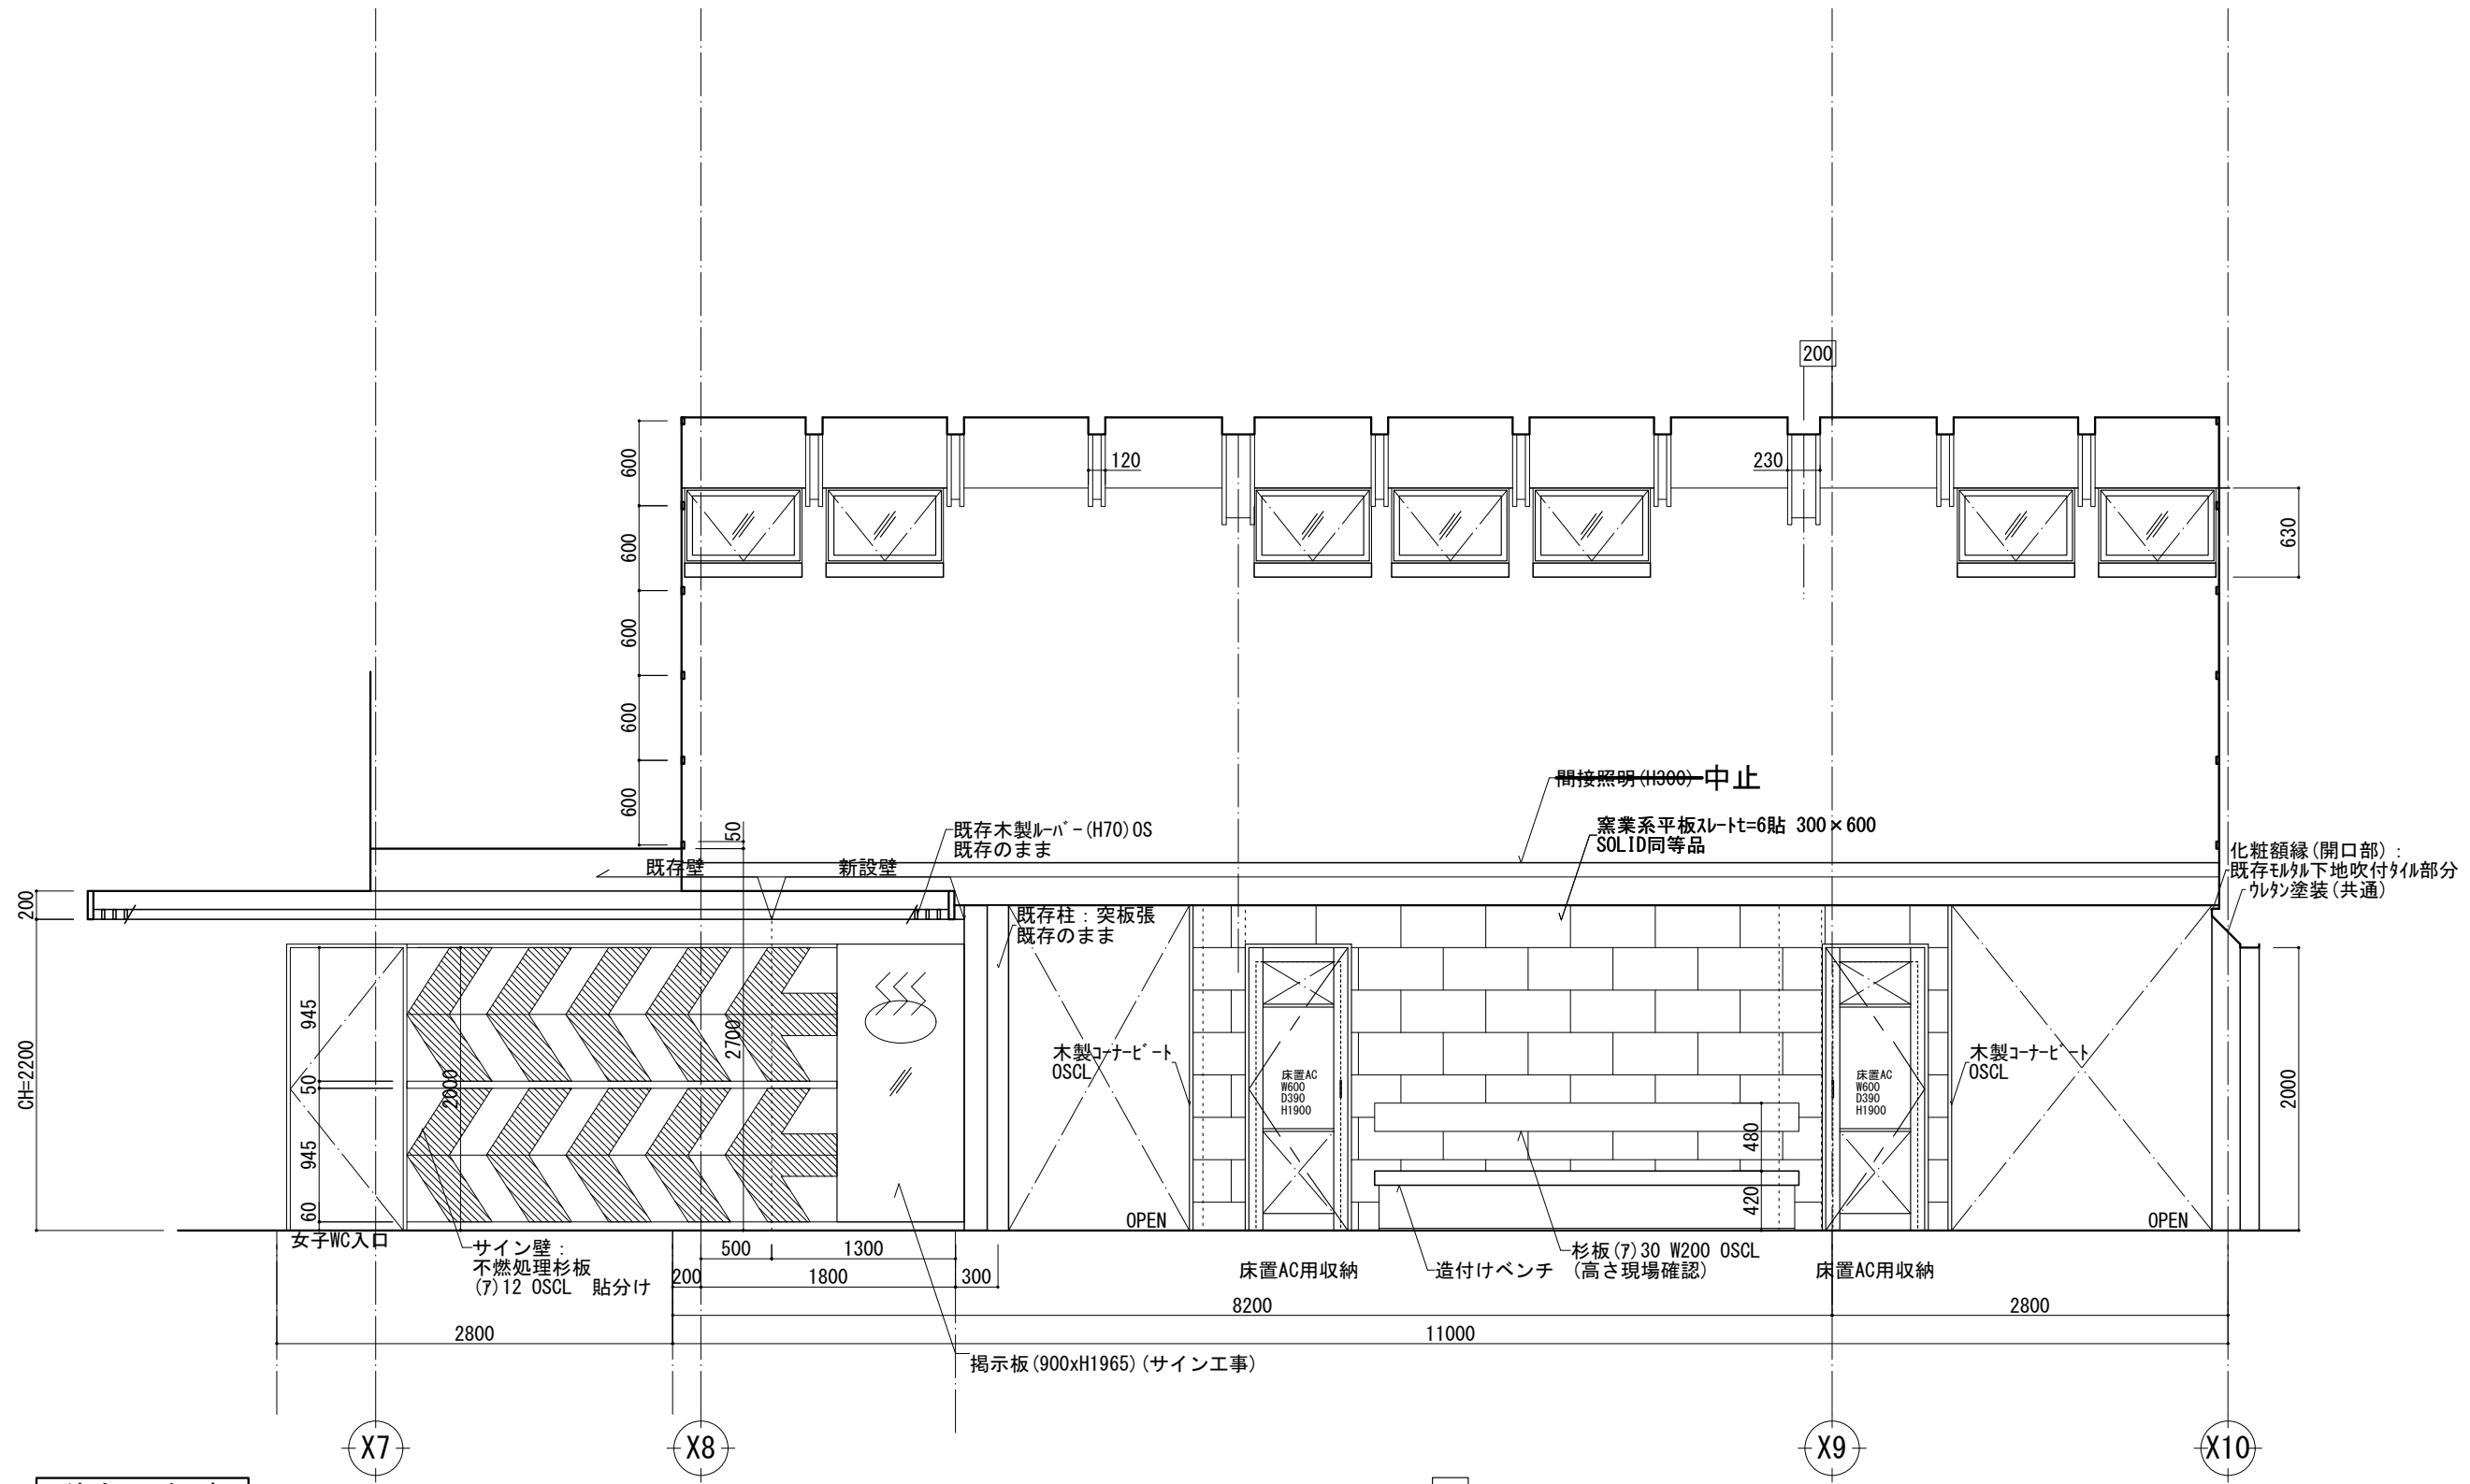 200
600
120
230
600
630
600
600
間接照明(H300) 中止
600
50
既存木製ルーバー(H70)OS
既存のまま
窯業系平板スレートt=6貼 300×600
SOLID同等品
既存壁
新設壁
化粧額縁(開口部):
既存モルタル下地吹付タイル部分
ウレタン塗装(共通)
200
既存柱:突板張
既存のまま
945
2700
木製コーナービート
OSCL
木製コーナービート
OSCL
CH=2200
50
2000
床置AC
W600
D390
H1900
床置AC
W600
D390
H1900
2000
945
480
60
420
OPEN
OPEN
女子WC入口
サイン壁:
不燃処理杉板
(ア)12 OSCL 貼分け
500
1300
200
1800
300
床置AC用収納
造付けベンチ
杉板(ア)30 W200 OSCL
(高さ現場確認)
床置AC用収納
8200
2800
2800
11000
掲示板(900xH1965)(サイン工事)
X7
X8
X9
X10